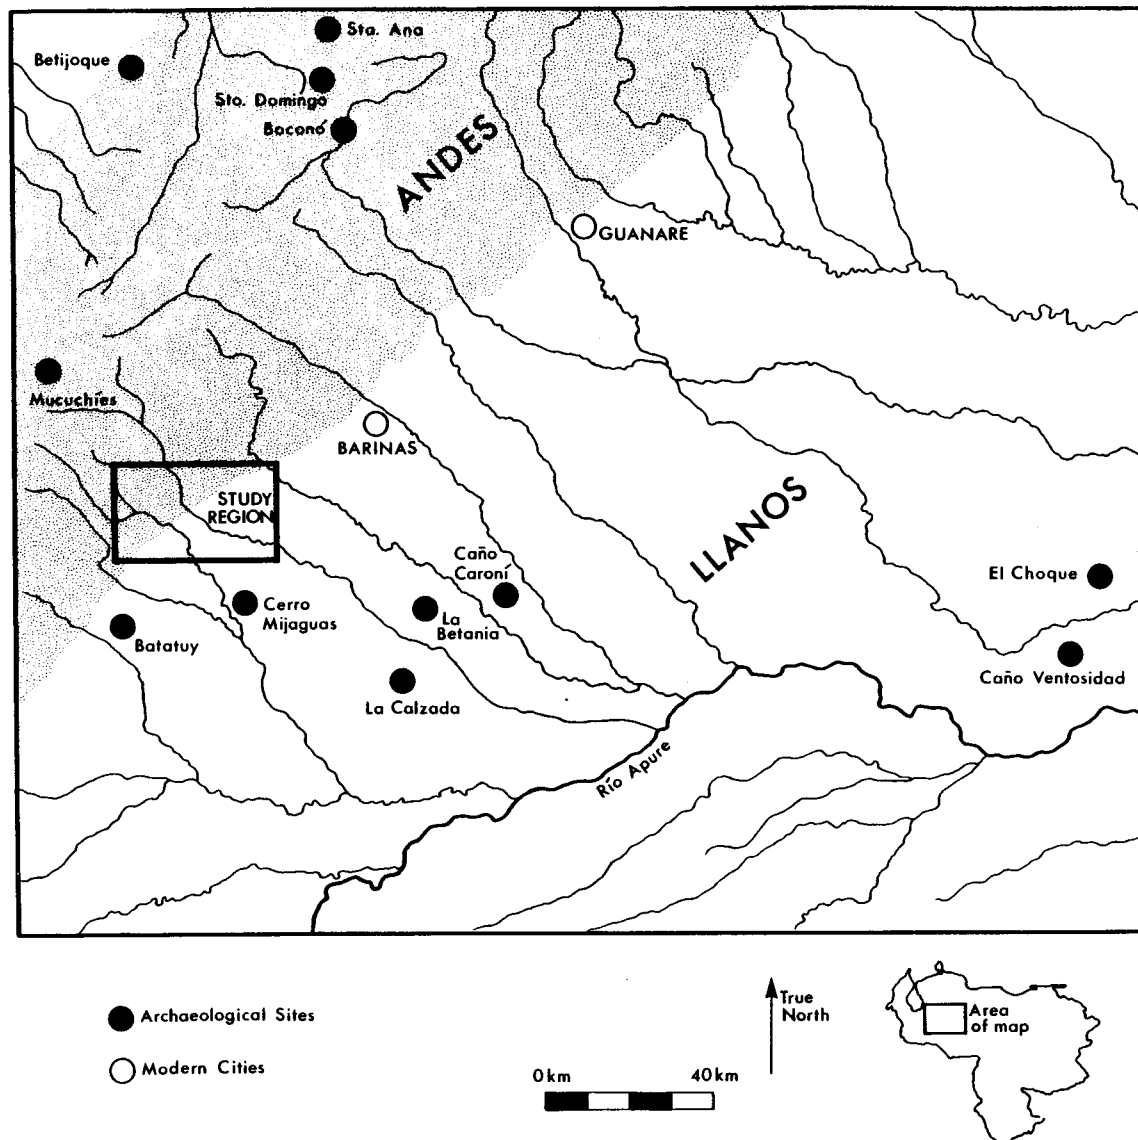 Sta. Ana
Betijoque
Sto. Domingo
Boconó
ANDES
GUANARE
Mucuchíes
BARINAS
STUDY
REGION
LLANOS
Caño
Caroní
El Choque
Cerro
Mijaguas
La
Betania
Batatuy
Caño Ventosidad
La Calzada
Río Apure
Archaeological Sites
Modern Cities
0km 40km
True
North
Area
of map